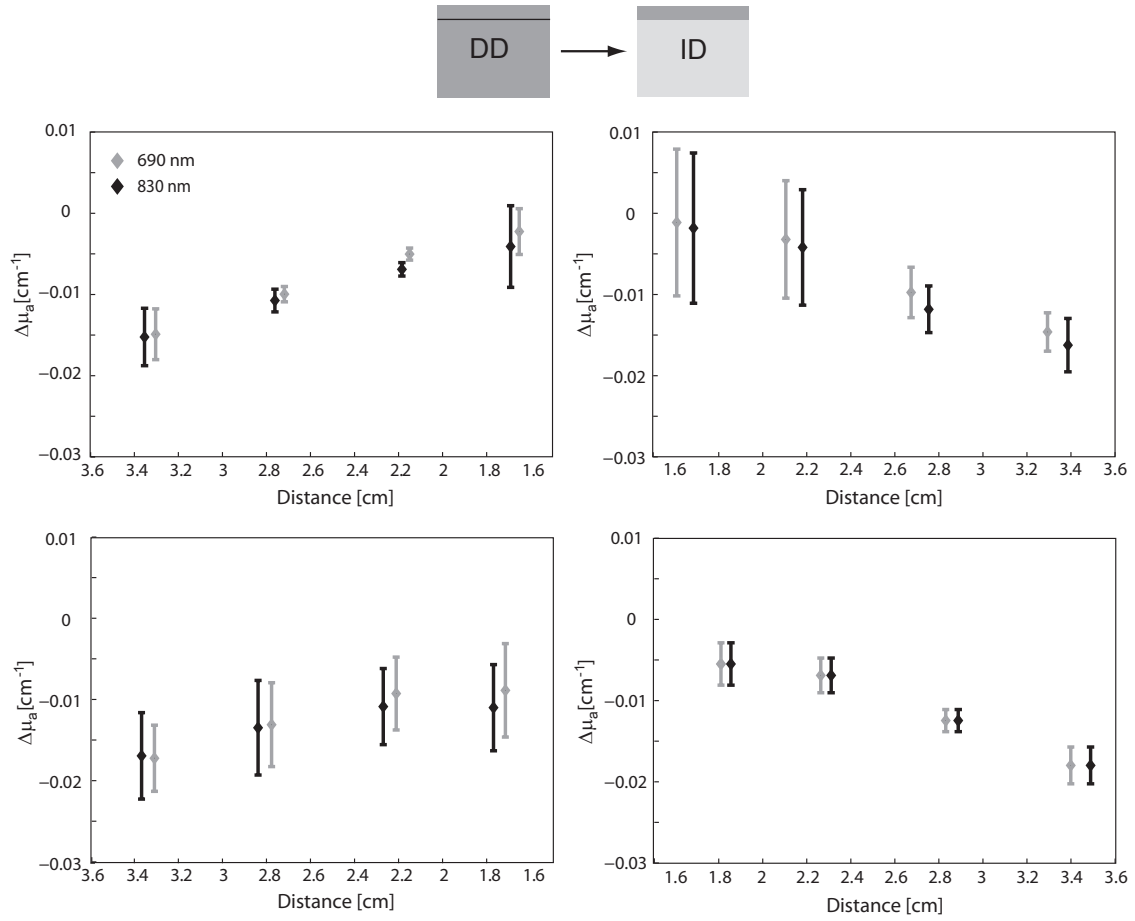 DD
ID
0.01
0
−0.01
−0.02
−0.03
Δμa[cm-1]
690 nm
830 nm
3.6 3.4 3.2 3 2.8 2.6 2.4 2.2 2 1.8 1.6
Distance [cm]
0.01
0
−0.01
−0.02
−0.03
Δμa[cm-1]
1.6 1.8 2 2.2 2.4 2.6 2.8 3 3.2 3.4 3.6
Distance [cm]
0.01
0
−0.01
−0.02
−0.03
Δμa[cm-1]
3.6 3.4 3.2 3 2.8 2.6 2.4 2.2 2 1.8 1.6
Distance [cm]
0.01
0
−0.01
−0.02
−0.03
Δμa[cm-1]
1.6 1.8 2 2.2 2.4 2.6 2.8 3 3.2 3.4 3.6
Distance [cm]